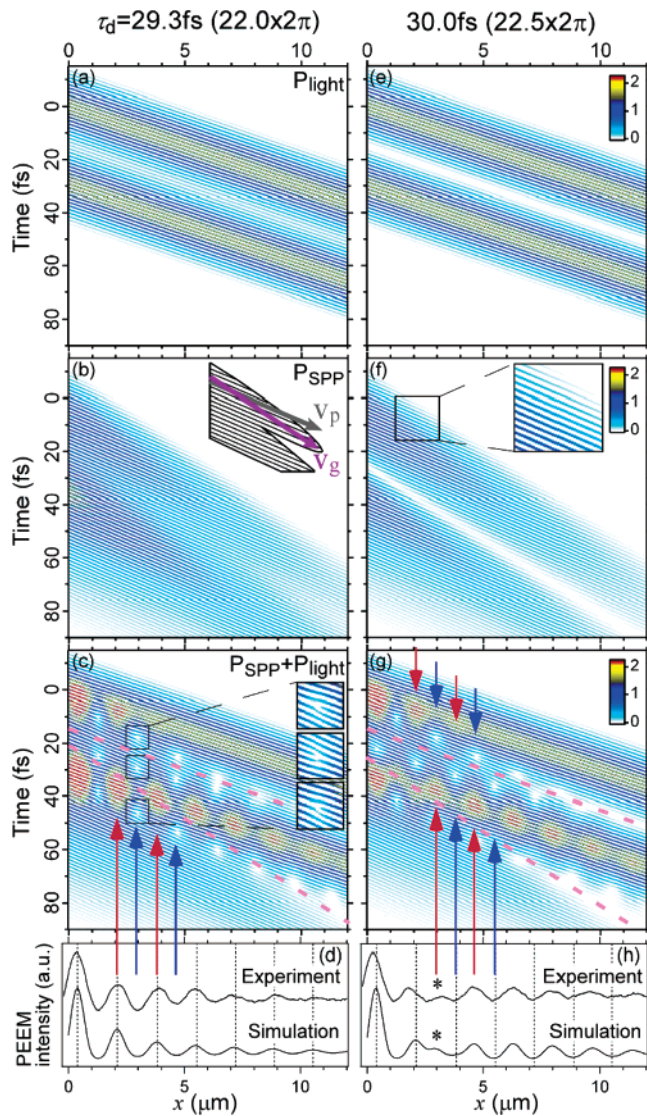 τd=29.3fs (22.0x2π) 30.0fs (22.5x2π)
0 5 10 0 5 10
(a) Plight (e) 2 1 0
Time (fs) 0 20 40 60 80
(b) PSPP (f) 2 1 0
vp
vg
Time (fs) 0 20 40 60 80
(c) PSPP+Plight (g) 2 1 0
Time (fs) 0 20 40 60 80
(d) (h)
PEEM intensity (a.u.)
Experiment * Experiment
Simulation * Simulation
0 5 10 0 5 10
x (μm) x (μm)